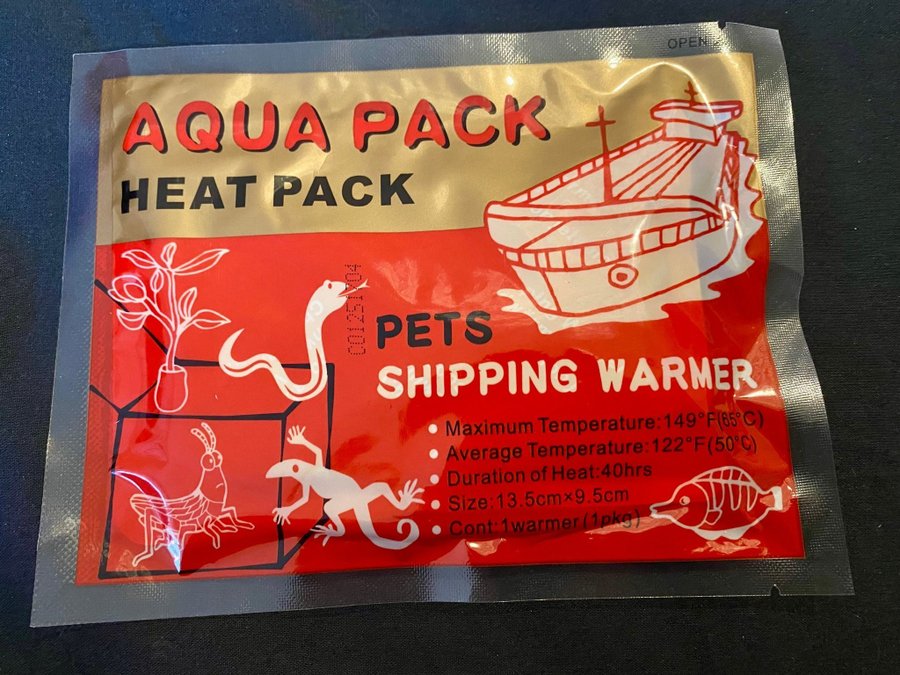 OPEN
AQUA PACK
HEAT PACK
PETS
SHIPPING WARMER
Maximum Temperature:149°F(65°C)
Average Temperature:122°F(50°C)
Duration of Heat:40hrs
Size:13.5cm×9.5cm
Cont:1warmer(1pkg)